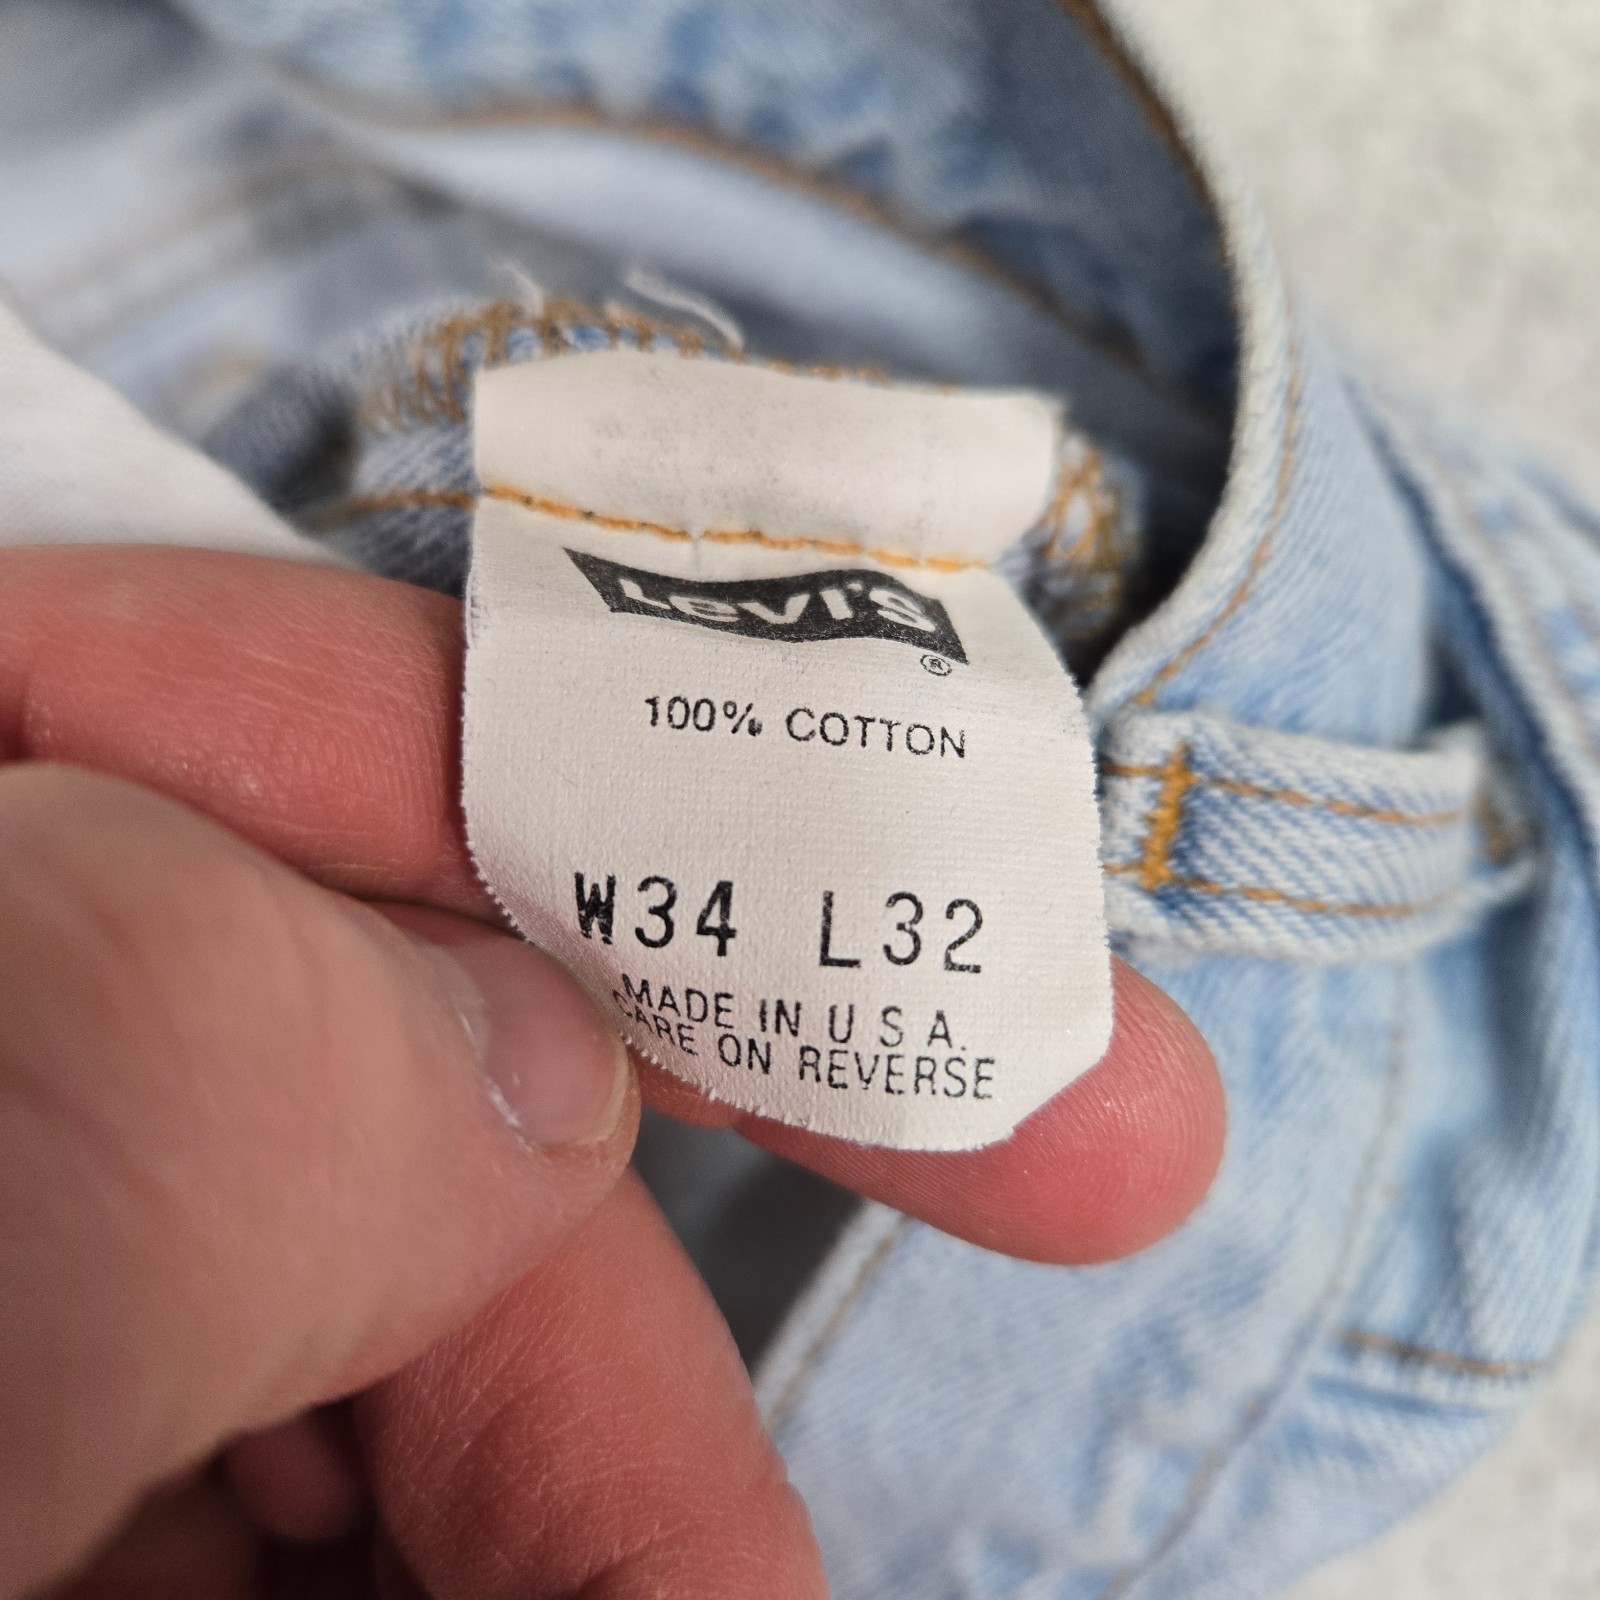 Levi's
®
100% COTTON
W34 L32
MADE IN U S A.
CARE ON REVERSE